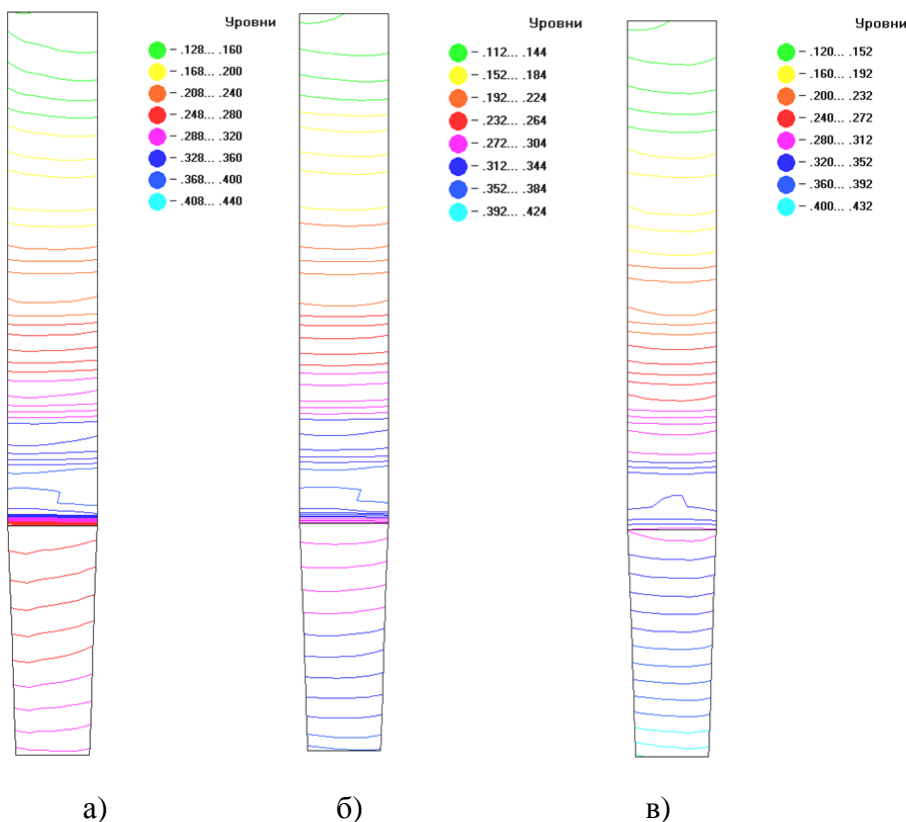 Уровни
– .128... .160
– .168... .200
– .208... .240
– .248... .280
– .288... .320
– .328... .360
– .368... .400
– .408... .440
Уровни
– .112... .144
– .152... .184
– .192... .224
– .232... .264
– .272... .304
– .312... .344
– .352... .384
– .392... .424
Уровни
– .120... .152
– .160... .192
– .200... .232
– .240... .272
– .280... .312
– .320... .352
– .360... .392
– .400... .432
а)
б)
в)